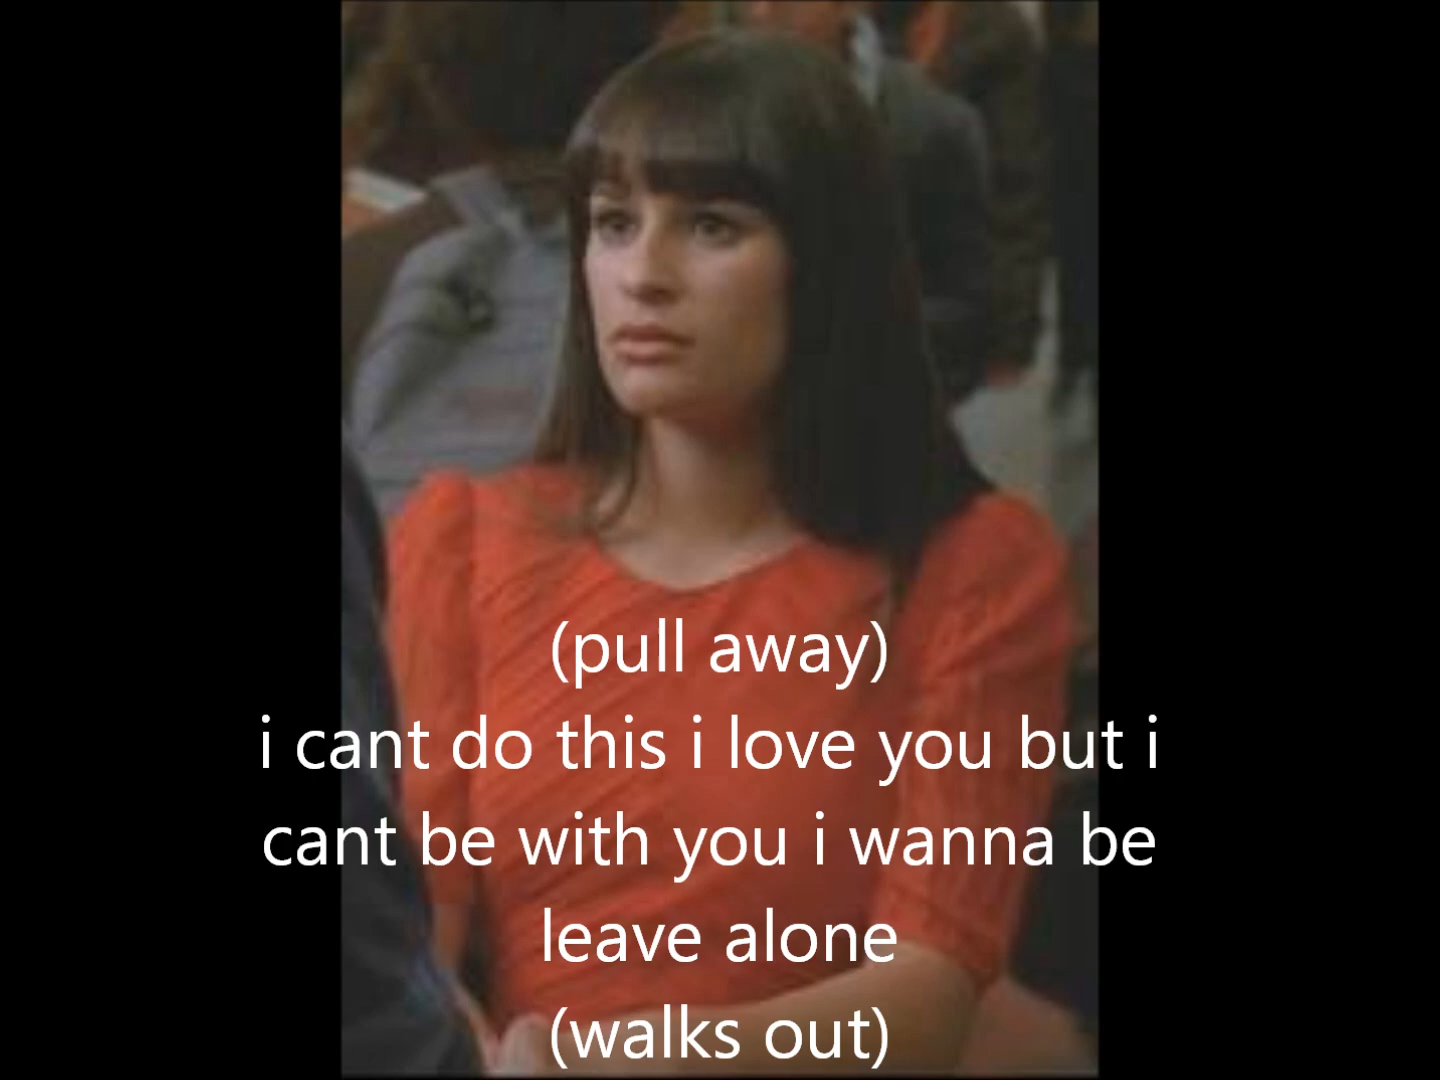 (pull away)
i cant do this i love you but i
cant be with you i wanna be
leave alone
(walks out)